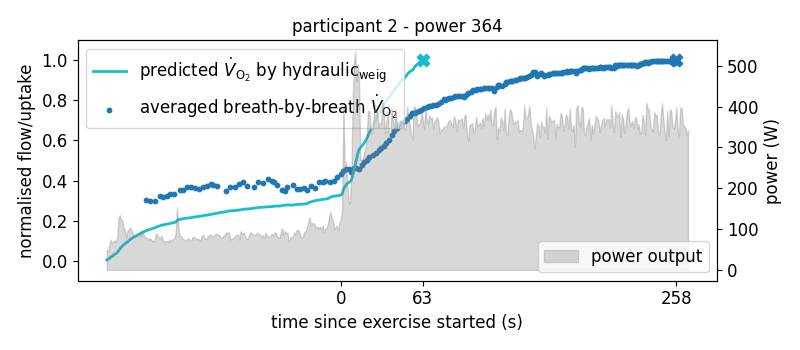 participant 2 - power 364
predicted V̇O₂ by hydraulicweig
averaged breath-by-breath V̇O₂
power output
normalised flow/uptake
1.0
0.8
0.6
0.4
0.2
0.0
500
400
300
200
100
0
power (W)
0 63 258
time since exercise started (s)